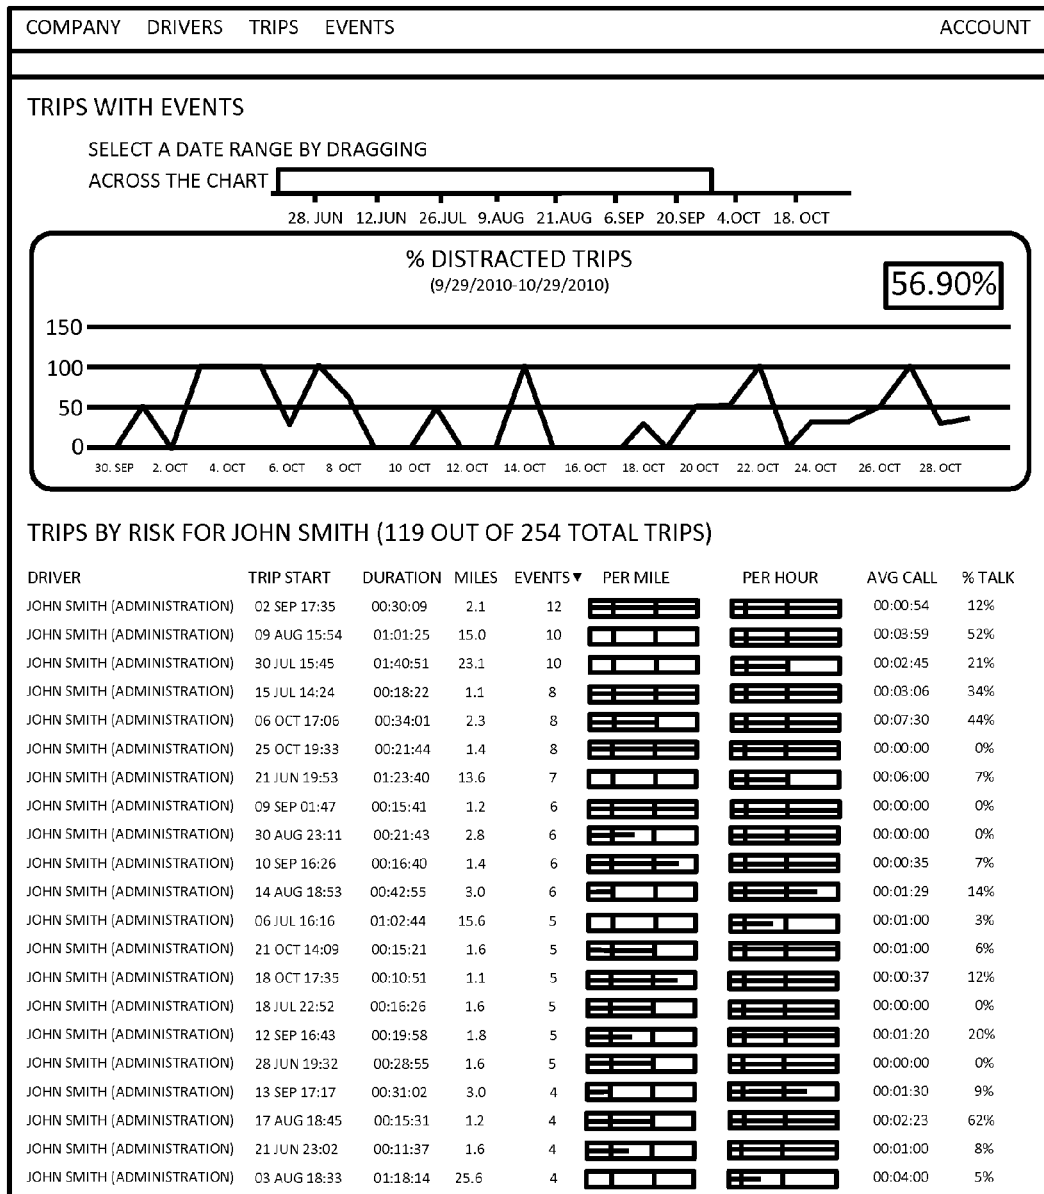 COMPANY DRIVERS TRIPS EVENTS ACCOUNT
TRIPS WITH EVENTS
SELECT A DATE RANGE BY DRAGGING
ACROSS THE CHART
28. JUN 12.JUN 26.JUL 9.AUG 21.AUG 6.SEP 20.SEP 4.OCT 18. OCT
% DISTRACTED TRIPS
(9/29/2010-10/29/2010)
56.90%
150
100
50
0
30. SEP 2. OCT 4. OCT 6. OCT 8 OCT 10 OCT 12. OCT 14. OCT 16. OCT 18. OCT 20 OCT 22. OCT 24. OCT 26. OCT 28. OCT
TRIPS BY RISK FOR JOHN SMITH (119 OUT OF 254 TOTAL TRIPS)
DRIVER TRIP START DURATION MILES EVENTS▼ PER MILE PER HOUR AVG CALL % TALK
JOHN SMITH (ADMINISTRATION) 02 SEP 17:35 00:30:09 2.1 12 00:00:54 12%
JOHN SMITH (ADMINISTRATION) 09 AUG 15:54 01:01:25 15.0 10 00:03:59 52%
JOHN SMITH (ADMINISTRATION) 30 JUL 15:45 01:40:51 23.1 10 00:02:45 21%
JOHN SMITH (ADMINISTRATION) 15 JUL 14:24 00:18:22 1.1 8 00:03:06 34%
JOHN SMITH (ADMINISTRATION) 06 OCT 17:06 00:34:01 2.3 8 00:07:30 44%
JOHN SMITH (ADMINISTRATION) 25 OCT 19:33 00:21:44 1.4 8 00:00:00 0%
JOHN SMITH (ADMINISTRATION) 21 JUN 19:53 01:23:40 13.6 7 00:06:00 7%
JOHN SMITH (ADMINISTRATION) 09 SEP 01:47 00:15:41 1.2 6 00:00:00 0%
JOHN SMITH (ADMINISTRATION) 30 AUG 23:11 00:21:43 2.8 6 00:00:00 0%
JOHN SMITH (ADMINISTRATION) 10 SEP 16:26 00:16:40 1.4 6 00:00:35 7%
JOHN SMITH (ADMINISTRATION) 14 AUG 18:53 00:42:55 3.0 6 00:01:29 14%
JOHN SMITH (ADMINISTRATION) 06 JUL 16:16 01:02:44 15.6 5 00:01:00 3%
JOHN SMITH (ADMINISTRATION) 21 OCT 14:09 00:15:21 1.6 5 00:01:00 6%
JOHN SMITH (ADMINISTRATION) 18 OCT 17:35 00:10:51 1.1 5 00:00:37 12%
JOHN SMITH (ADMINISTRATION) 18 JUL 22:52 00:16:26 1.6 5 00:00:00 0%
JOHN SMITH (ADMINISTRATION) 12 SEP 16:43 00:19:58 1.8 5 00:01:20 20%
JOHN SMITH (ADMINISTRATION) 28 JUN 19:32 00:28:55 1.6 5 00:00:00 0%
JOHN SMITH (ADMINISTRATION) 13 SEP 17:17 00:31:02 3.0 4 00:01:30 9%
JOHN SMITH (ADMINISTRATION) 17 AUG 18:45 00:15:31 1.2 4 00:02:23 62%
JOHN SMITH (ADMINISTRATION) 21 JUN 23:02 00:11:37 1.6 4 00:01:00 8%
JOHN SMITH (ADMINISTRATION) 03 AUG 18:33 01:18:14 25.6 4 00:04:00 5%